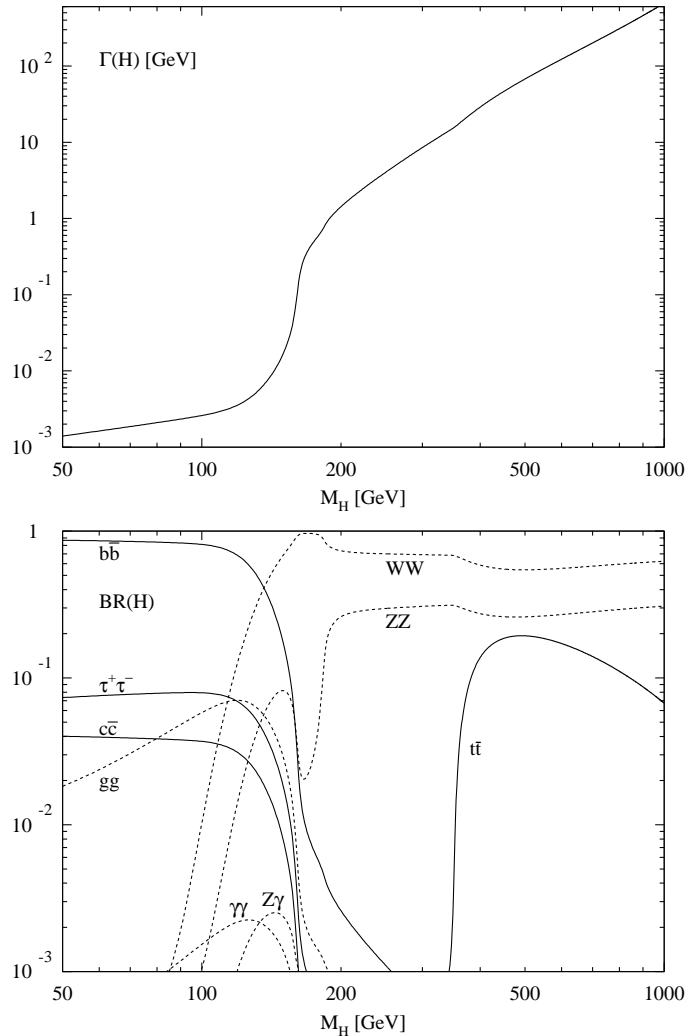 Γ(H) [GeV]
10²
10
1
10⁻¹
10⁻²
10⁻³
50 100 200 500 1000
M_H [GeV]
1
bb̄
WW
BR(H)
ZZ
10⁻¹
τ⁺τ⁻
cc̄
tt̄
gg
10⁻²
γγ Zγ
10⁻³
50 100 200 500 1000
M_H [GeV]